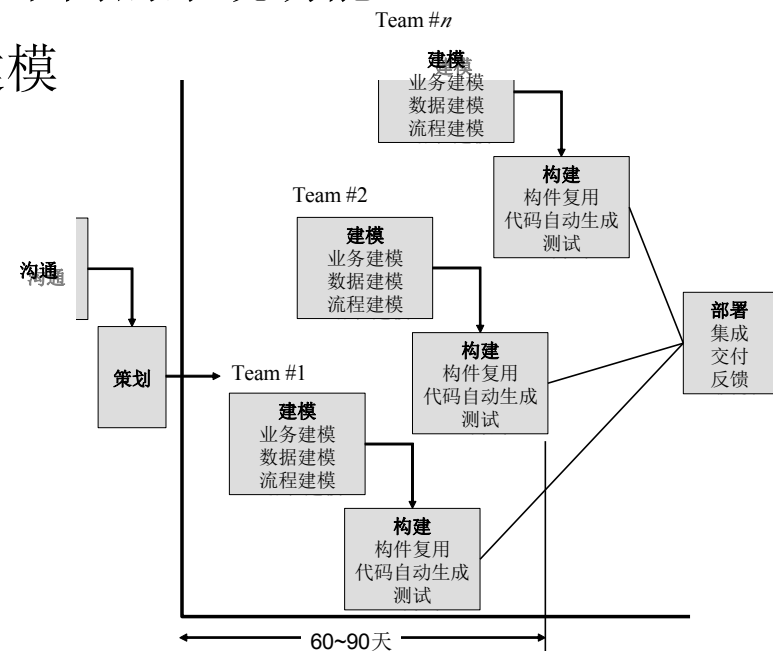 Team #n
建模
建模
业务建模
数据建模
流程建模
构建
构件复用
代码自动生成
测试
Team #2
建模
业务建模
数据建模
流程建模
沟通
构建
构件复用
代码自动生成
测试
部署
集成
交付
反馈
策划
Team #1
建模
业务建模
数据建模
流程建模
构建
构件复用
代码自动生成
测试
60~90天